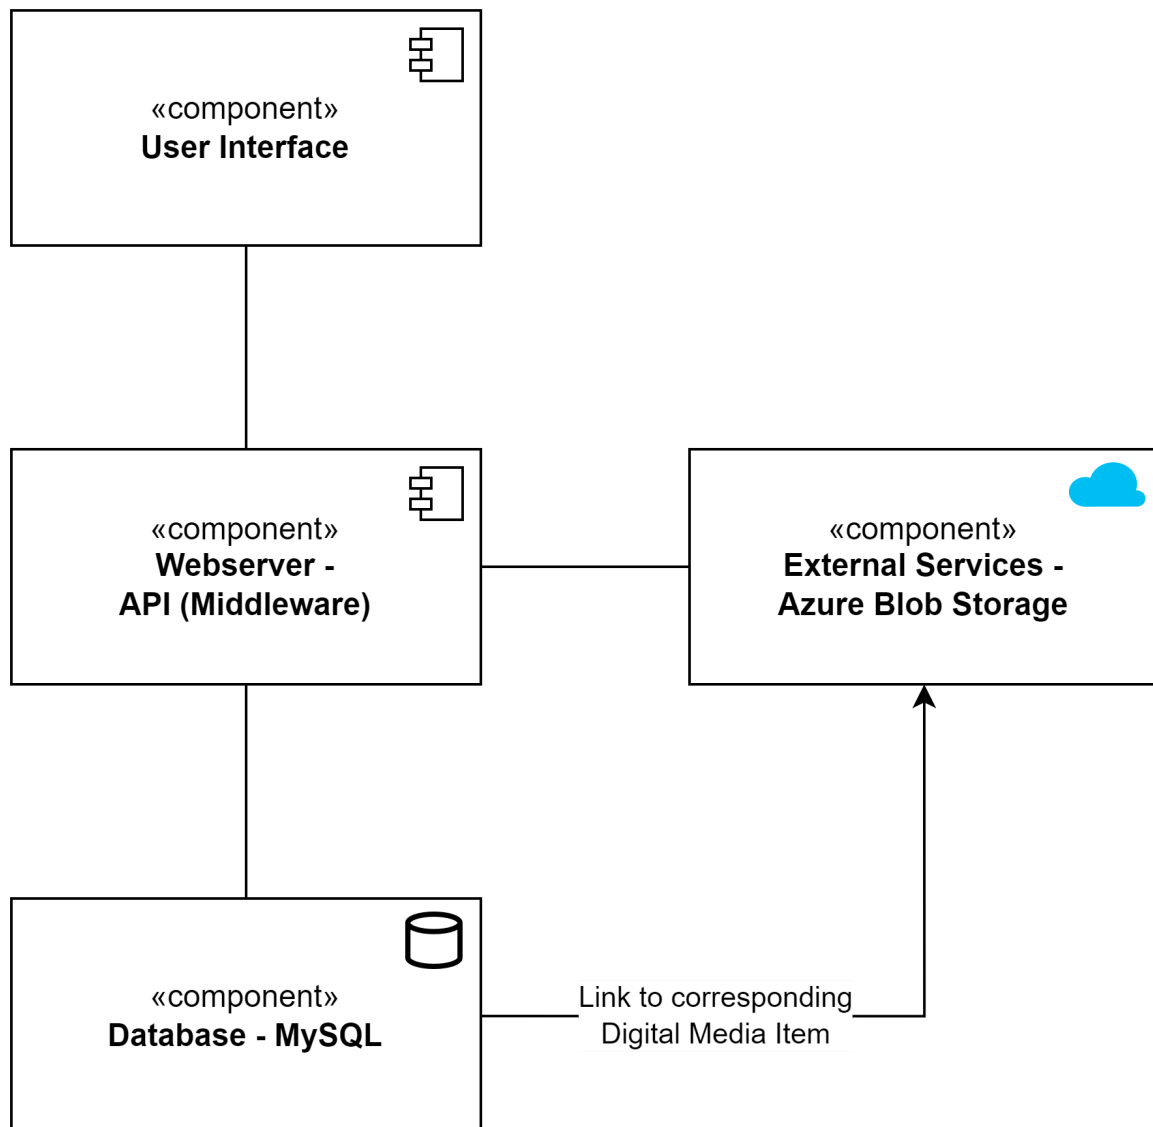 «component»
User Interface
«component»
Webserver -
API (Middleware)
«component»
External Services -
Azure Blob Storage
«component»
Database - MySQL
Link to corresponding
Digital Media Item